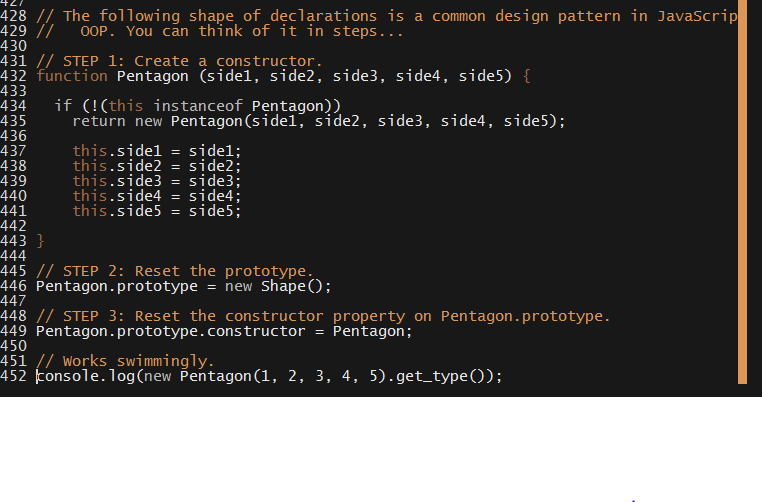 427
428 // The following shape of declarations is a common design pattern in JavaScrip
429 //   OOP. You can think of it in steps...
430
431 // STEP 1: Create a constructor.
432 function Pentagon (side1, side2, side3, side4, side5) {
433
434   if (!(this instanceof Pentagon))
435     return new Pentagon(side1, side2, side3, side4, side5);
436
437     this.side1 = side1;
438     this.side2 = side2;
439     this.side3 = side3;
440     this.side4 = side4;
441     this.side5 = side5;
442
443 }
444
445 // STEP 2: Reset the prototype.
446 Pentagon.prototype = new Shape();
447
448 // STEP 3: Reset the constructor property on Pentagon.prototype.
449 Pentagon.prototype.constructor = Pentagon;
450
451 // Works swimmingly.
452 console.log(new Pentagon(1, 2, 3, 4, 5).get_type());